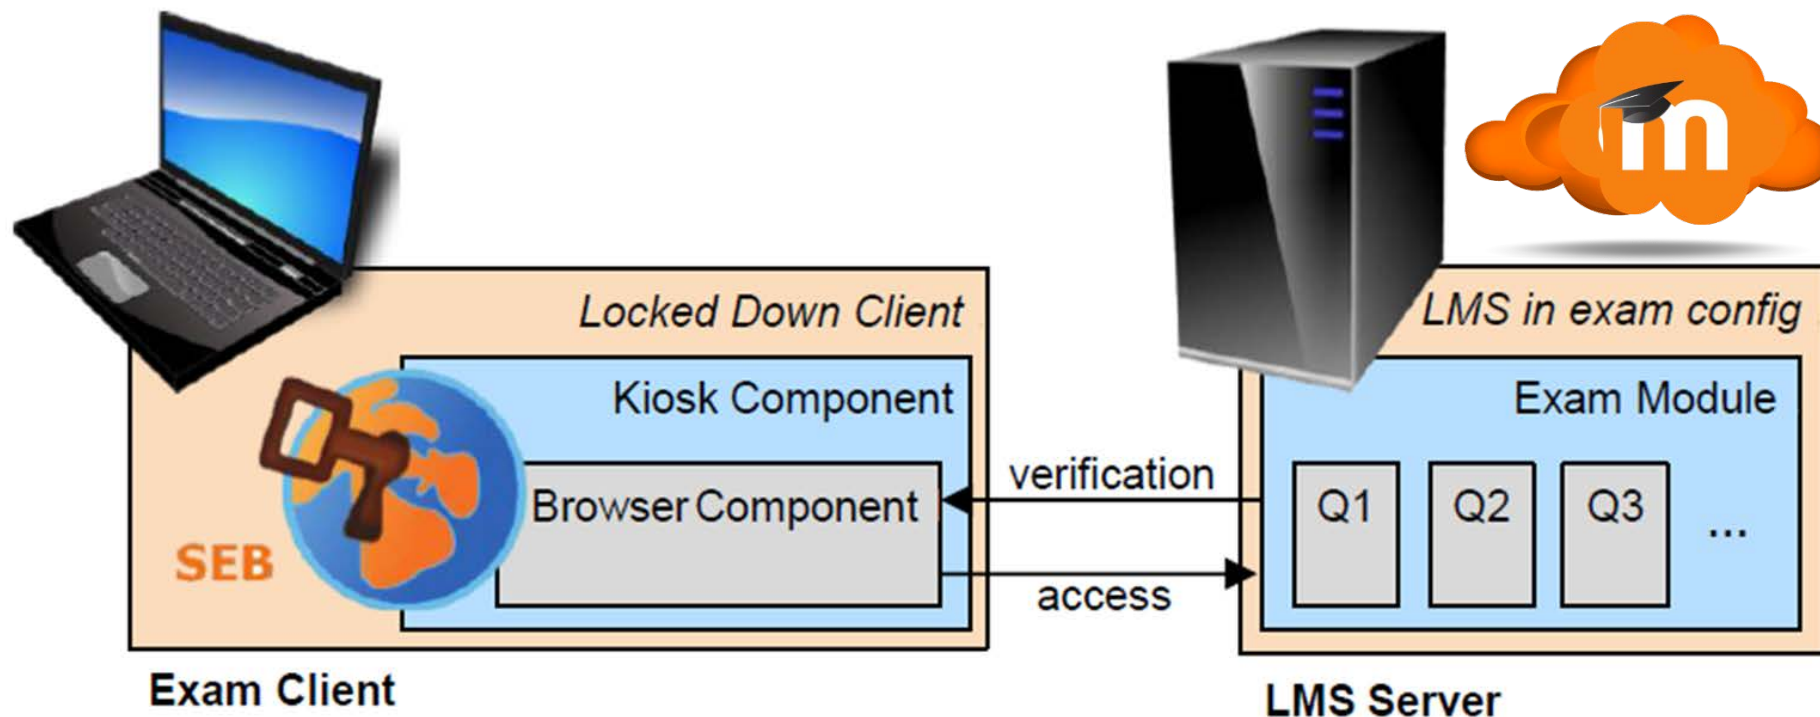 Locked Down Client
Kiosk Component
Browser Component
SEB
Exam Client
verification
access
m
LMS in exam config
Exam Module
Q1
Q2
Q3
...
LMS Server